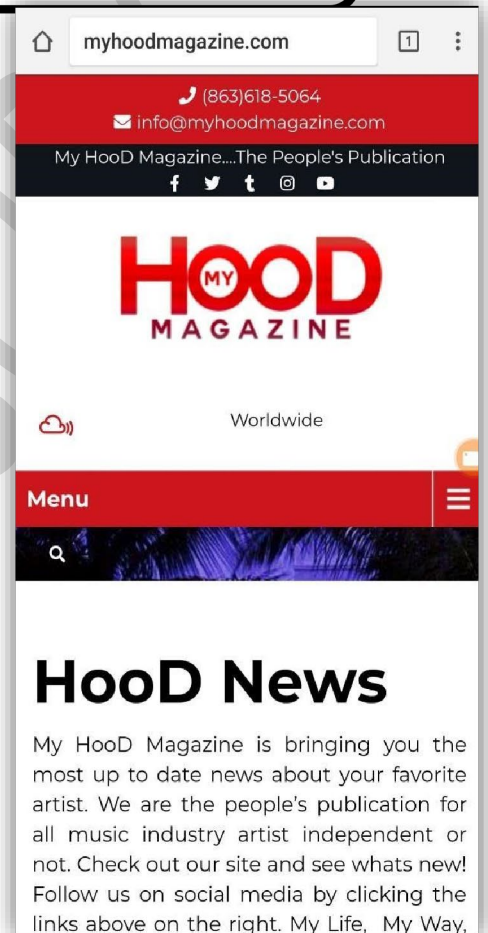 myhoodmagazine.com
1
(863)618-5064
info@myhoodmagazine.com
My HooD Magazine....The People's Publication
HOOD
MY
MAGAZINE
Worldwide
Menu
HooD News
My HooD Magazine is bringing you the
most up to date news about your favorite
artist. We are the people's publication for
all music industry artist independent or
not. Check out our site and see whats new!
Follow us on social media by clicking the
links above on the right. My Life, My Way,